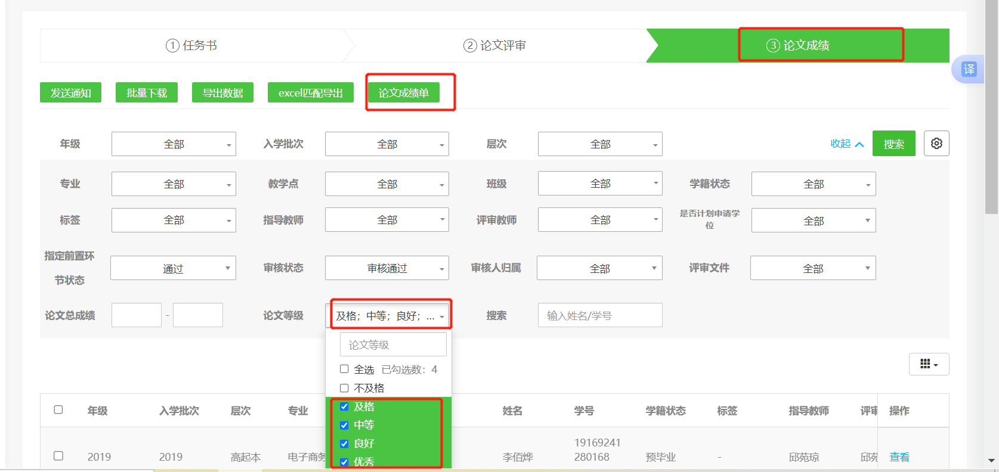 ① 任务书
② 论文评审
③ 论文成绩
译
发送通知
批量下载
导出数据
excel匹配导出
论文成绩单
年级 全部 入学批次 全部 层次 全部 收起 搜索
专业 全部 教学点 全部 班级 全部 学籍状态 全部
标签 全部 指导教师 全部 评审教师 全部 是否计划申请学
位 全部
指定前置环
节状态 通过 审核状态 审核通过 审核人归属 全部 评审文件 全部
论文总成绩 - 论文等级 及格；中等；良好；... 搜索 输入姓名/学号
论文等级
全选 已勾选数：4
不及格
及格
中等
良好
优秀
年级 入学批次 层次 专业 姓名 学号 学籍状态 标签 指导教师 评审 操作
2019 2019 高起本 电子商务 李佰烨 19169241
280168 预毕业 - 邱苑琼 邱苑 查看